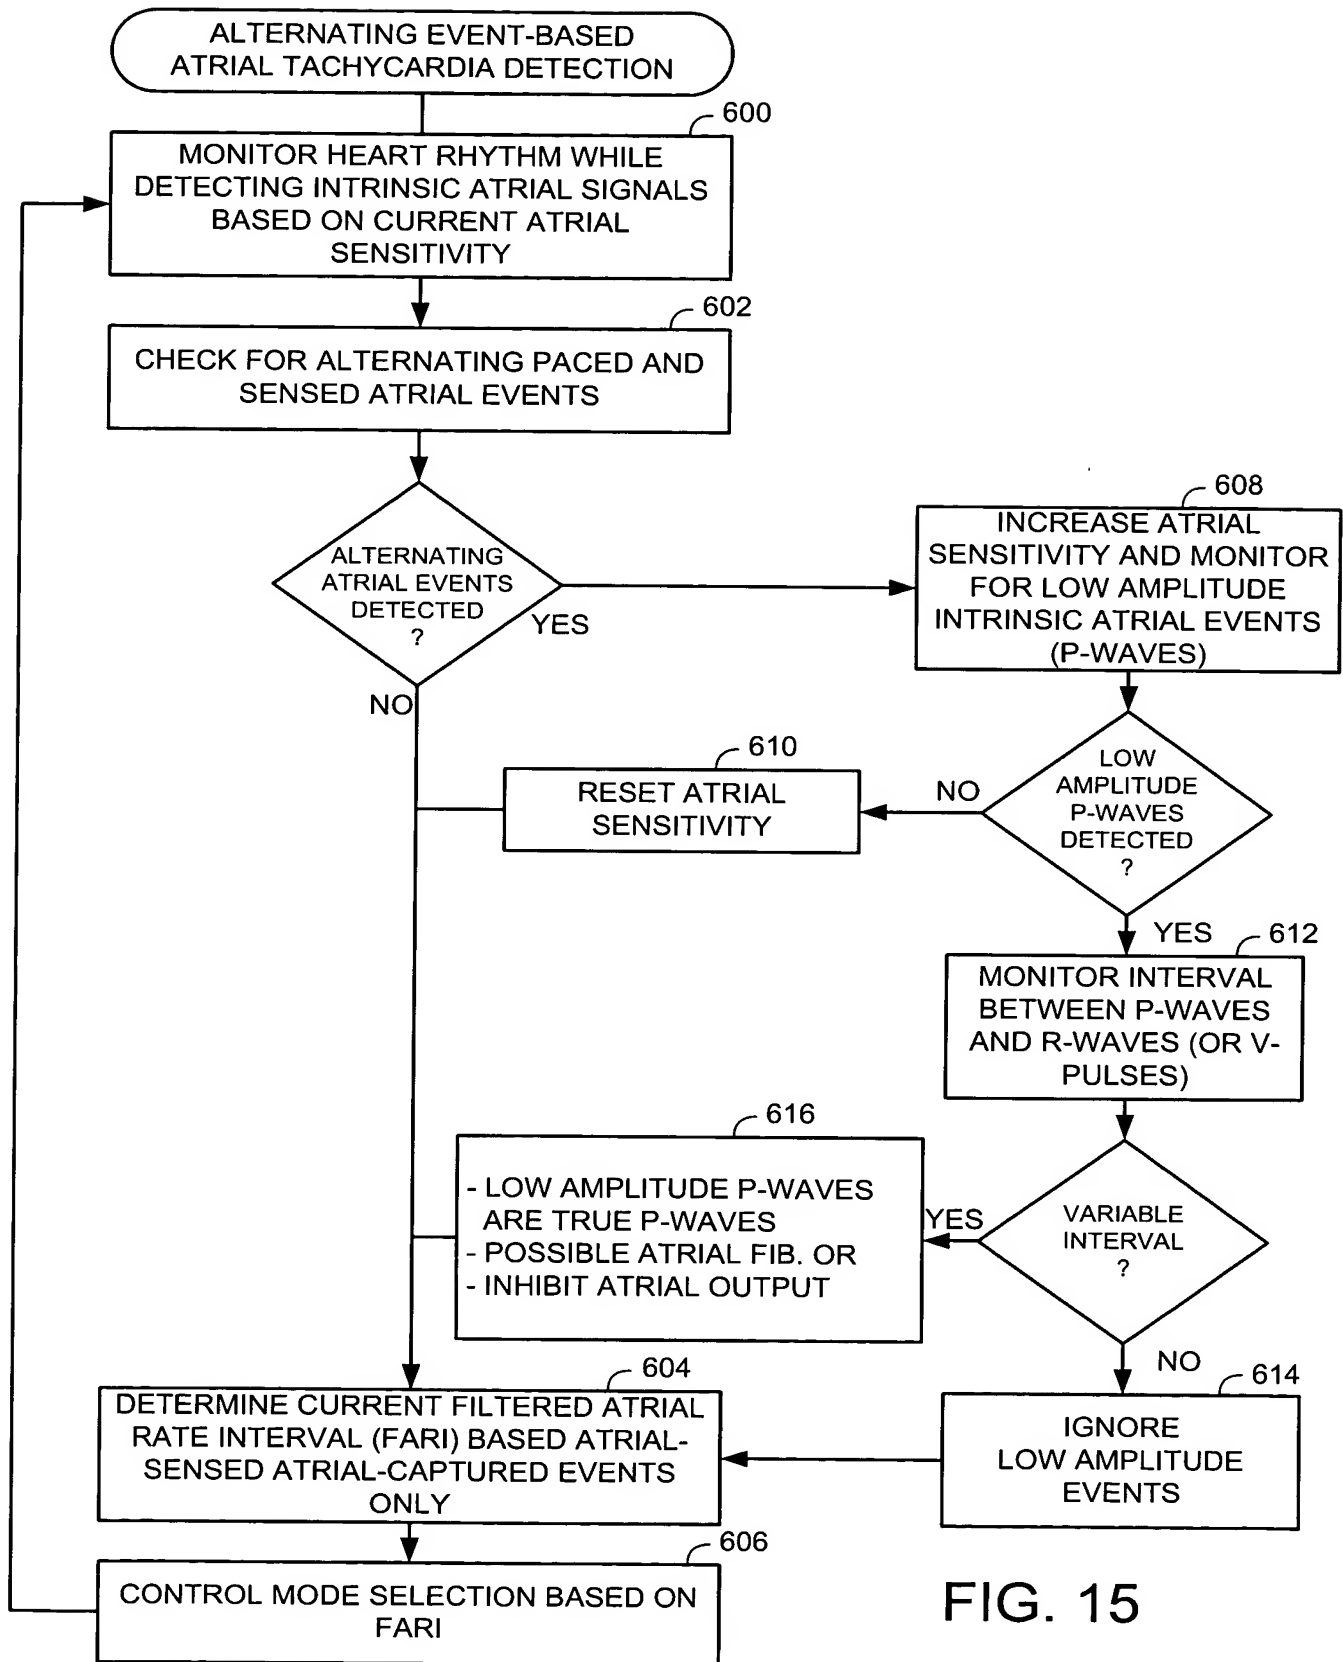 ALTERNATING EVENT-BASED
ATRIAL TACHYCARDIA DETECTION
600
MONITOR HEART RHYTHM WHILE
DETECTING INTRINSIC ATRIAL SIGNALS
BASED ON CURRENT ATRIAL
SENSITIVITY
602
CHECK FOR ALTERNATING PACED AND
SENSED ATRIAL EVENTS
ALTERNATING
ATRIAL EVENTS
DETECTED
?
YES
NO
608
INCREASE ATRIAL
SENSITIVITY AND MONITOR
FOR LOW AMPLITUDE
INTRINSIC ATRIAL EVENTS
(P-WAVES)
LOW
AMPLITUDE
P-WAVES
DETECTED
?
NO
610
RESET ATRIAL
SENSITIVITY
YES
612
MONITOR INTERVAL
BETWEEN P-WAVES
AND R-WAVES (OR V-
PULSES)
VARIABLE
INTERVAL
?
YES
616
- LOW AMPLITUDE P-WAVES
ARE TRUE P-WAVES
- POSSIBLE ATRIAL FIB. OR
- INHIBIT ATRIAL OUTPUT
NO
614
IGNORE
LOW AMPLITUDE
EVENTS
604
DETERMINE CURRENT FILTERED ATRIAL
RATE INTERVAL (FARI) BASED ATRIAL-
SENSED ATRIAL-CAPTURED EVENTS
ONLY
606
CONTROL MODE SELECTION BASED ON
FARI
FIG. 15